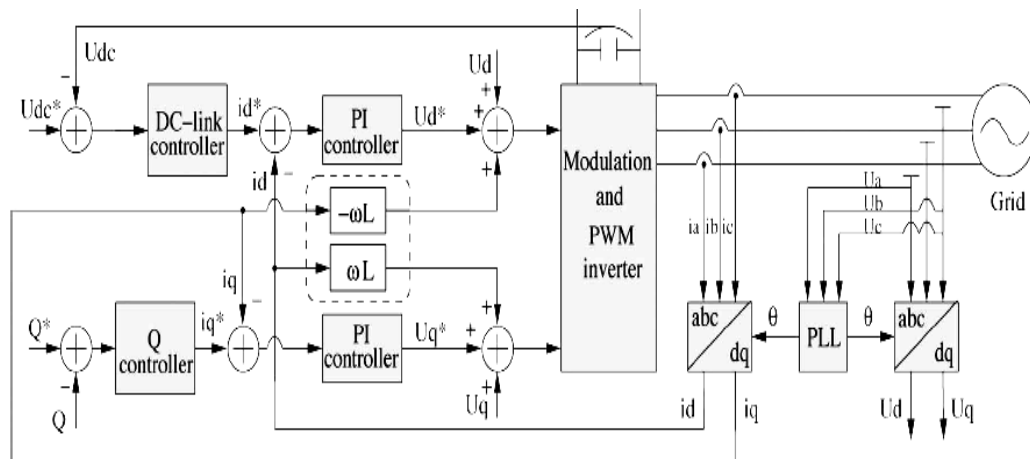 Udc
−
Ud
+
Udc*
DC−link
controller
id*
PI
controller
Ud*
+
+
id
−
−ωL
ωL
iq
−
Q*
Q
controller
iq*
PI
controller
Uq*
+
+
+
Uq
−
Q
Modulation
and
PWM
inverter
Grid
Ua
Ub
Uc
ia
ib
ic
abc
dq
θ
PLL
θ
abc
dq
id
iq
Ud
Uq